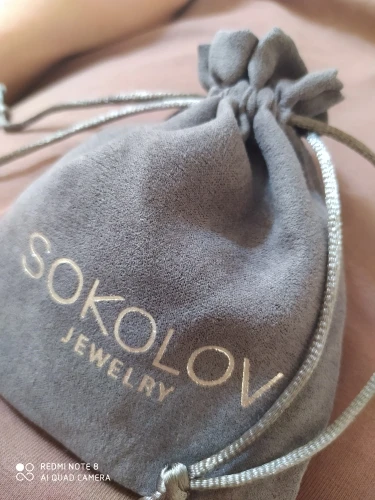 SOKOLOV
JEWELRY
REDMI NOTE 8
AI QUAD CAMERA